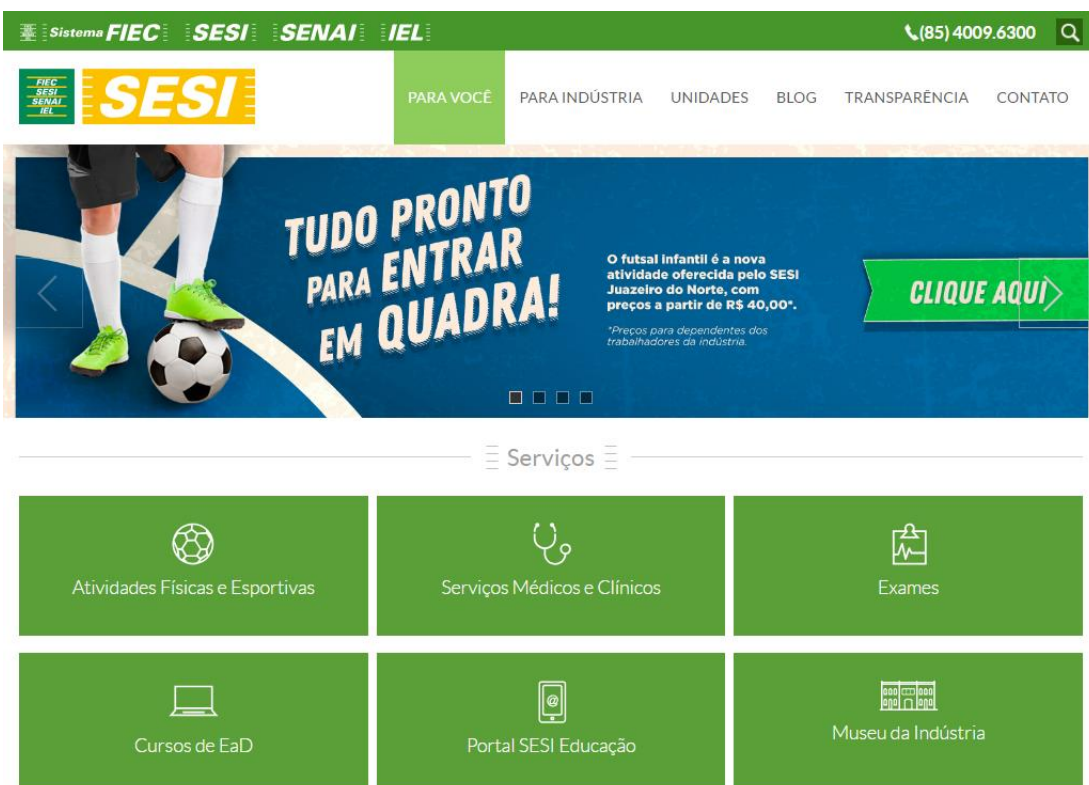 Sistema FIEC SESI SENAI IEL (85) 4009.6300
FIEC
SESI
SENAI
IEL
SESI
PARA VOCÊ PARA INDÚSTRIA UNIDADES BLOG TRANSPARÊNCIA CONTATO
TUDO PRONTO
PARA ENTRAR
EM QUADRA!
O futsal infantil é a nova
atividade oferecida pelo SESI
Juazeiro do Norte, com
preços a partir de R$ 40,00*.
*Preços para dependentes dos
trabalhadores da indústria.
CLIQUE AQUI
Serviços
Atividades Físicas e Esportivas
Serviços Médicos e Clínicos
Exames
Cursos de EaD
Portal SESI Educação
Museu da Indústria